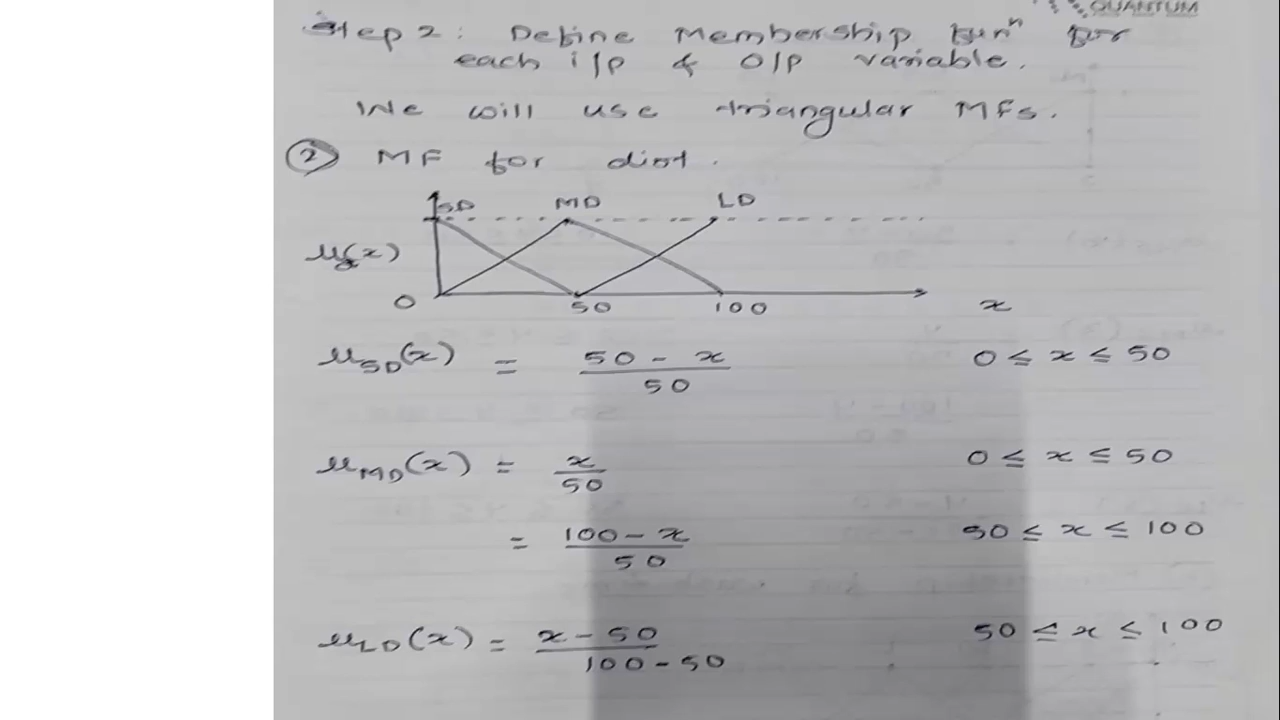 QUANTUM
Step 2: Define Membership funⁿ for
each i/p & O/P variable.
We will use triangular MFs.
② MF for dist.
SD MD LD
μ(x)
0 50 100 x
μSD(x) = (50 - x)/50 0 ≤ x ≤ 50
μMD(x) = x/50 0 ≤ x ≤ 50
= (100 - x)/50 50 ≤ x ≤ 100
μLD(x) = (x - 50)/(100 - 50) 50 ≤ x ≤ 100